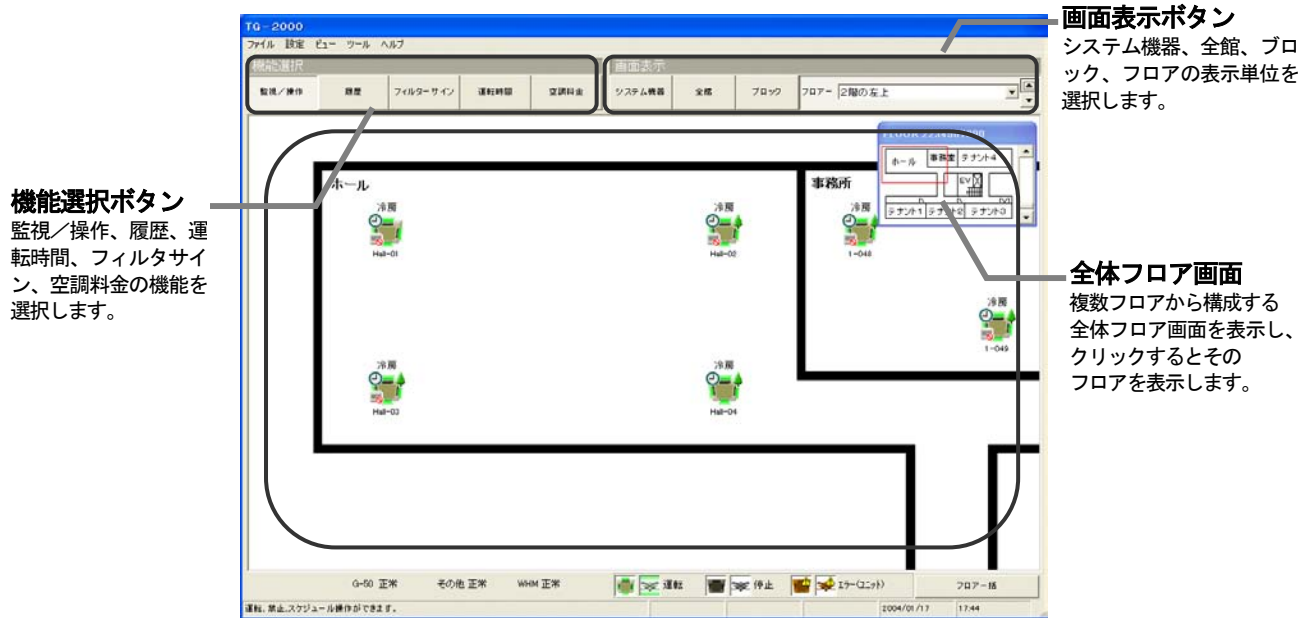 TG-2000
ファイル 設定 ビュー ツール ヘルプ
機能選択
画面表示
監視／操作 履歴 フィルターサイン 運転時間 空調料金
システム機器 全館 ブロック フロアー 2階の左上
画面表示ボタン
システム機器、全館、ブロ
ック、フロアの表示単位を
選択します。
ホール 事務室 テナント4
EV
テナント1 テナント2 テナント3
機能選択ボタン
監視／操作、履歴、運
転時間、フィルタサイ
ン、空調料金の機能を
選択します。
ホール
事務所
冷房
Hall-01
冷房
Hall-02
冷房
1-048
冷房
1-049
冷房
Hall-03
冷房
Hall-04
全体フロア画面
複数フロアから構成する
全体フロア画面を表示し、
クリックするとその
フロアを表示します。
G-50 正常 その他 正常 WHM 正常 運転 停止 エラー(ユニット) フロアー括
運転、禁止、スケジュール操作ができます。 2004/01/17 17:44